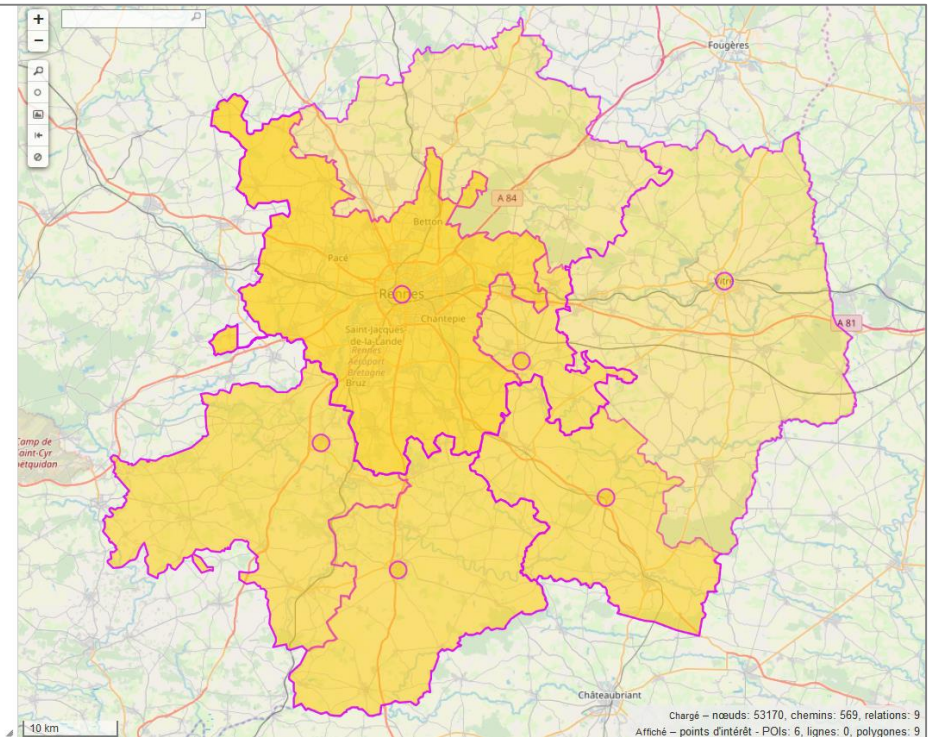 +
−
Fougères
A 84
Betton
Pacé
Rennes
Vitré
Chantepie
A 81
Saint-Jacques
de-la-Lande
Rennes
Aéroport
Bretagne
Bruz
Camp de
Saint-Cyr
Coëtquidan
Châteaubriant
10 km
Chargé – nœuds: 53170, chemins: 569, relations: 9
Affiché – points d'intérêt - POIs: 6, lignes: 0, polygones: 9